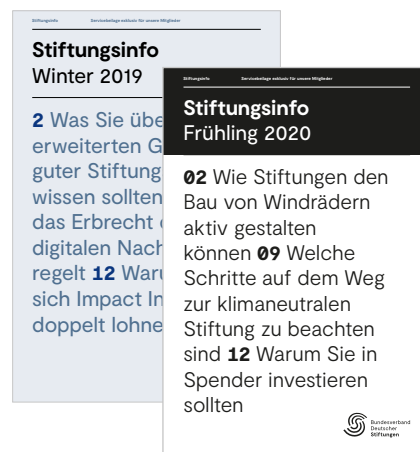 Stiftungsinfo Servicebeilage exklusiv für unsere Mitglieder
Stiftungsinfo
Winter 2019
2 Was Sie übe
erweiterten G
guter Stiftung
wissen sollten
das Erbrecht
digitalen Nach
regelt 12 War
sich Impact In
doppelt lohne
Stiftungsinfo Servicebeilage exklusiv für unsere Mitglieder
Stiftungsinfo
Frühling 2020
02 Wie Stiftungen den
Bau von Windrädern
aktiv gestalten
können 09 Welche
Schritte auf dem Weg
zur klimaneutralen
Stiftung zu beachten
sind 12 Warum Sie in
Spender investieren
sollten
Bundesverband
Deutscher
Stiftungen